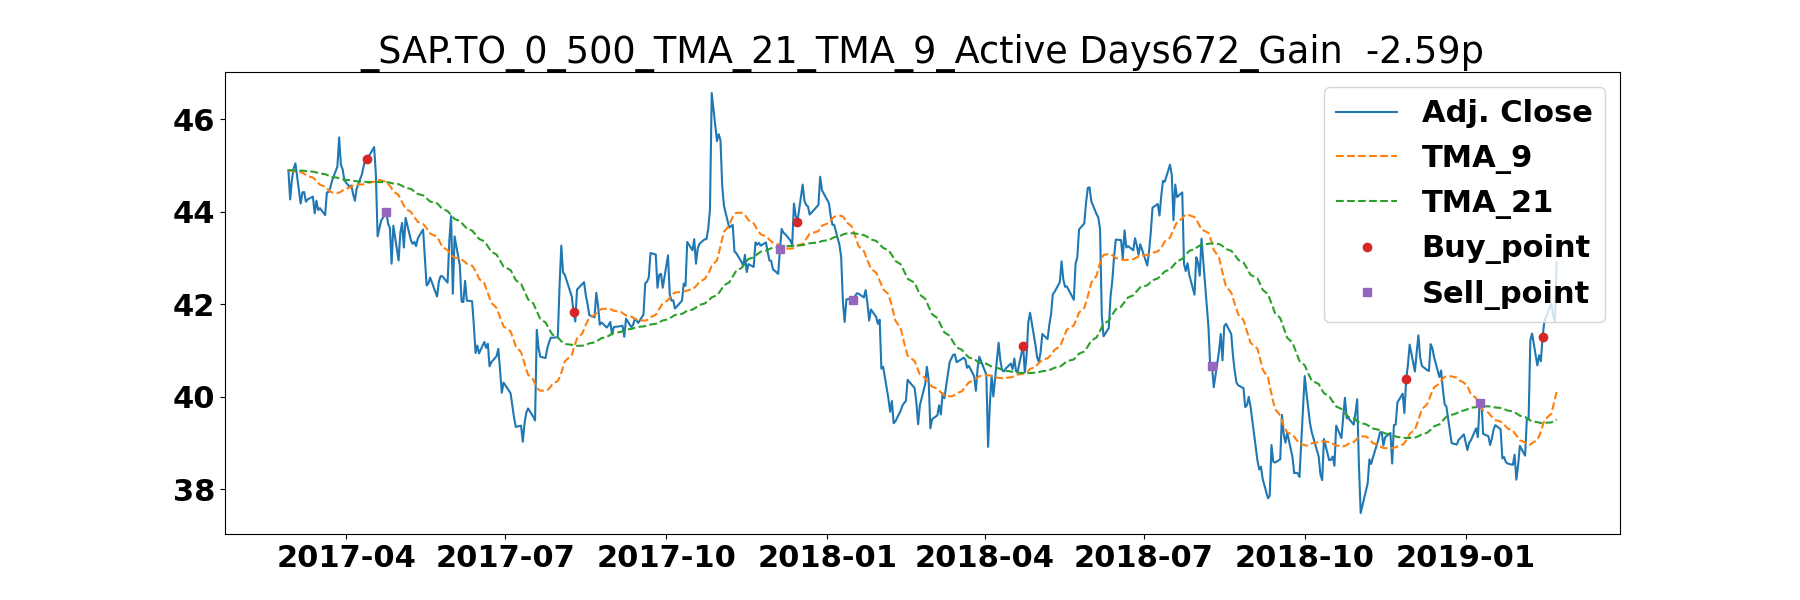 _SAP.TO_0_500_TMA_21_TMA_9_Active Days672_Gain  -2.59p
46
44
42
40
38
Adj. Close
TMA_9
TMA_21
Buy_point
Sell_point
2017-04 2017-07 2017-10 2018-01 2018-04 2018-07 2018-10 2019-01